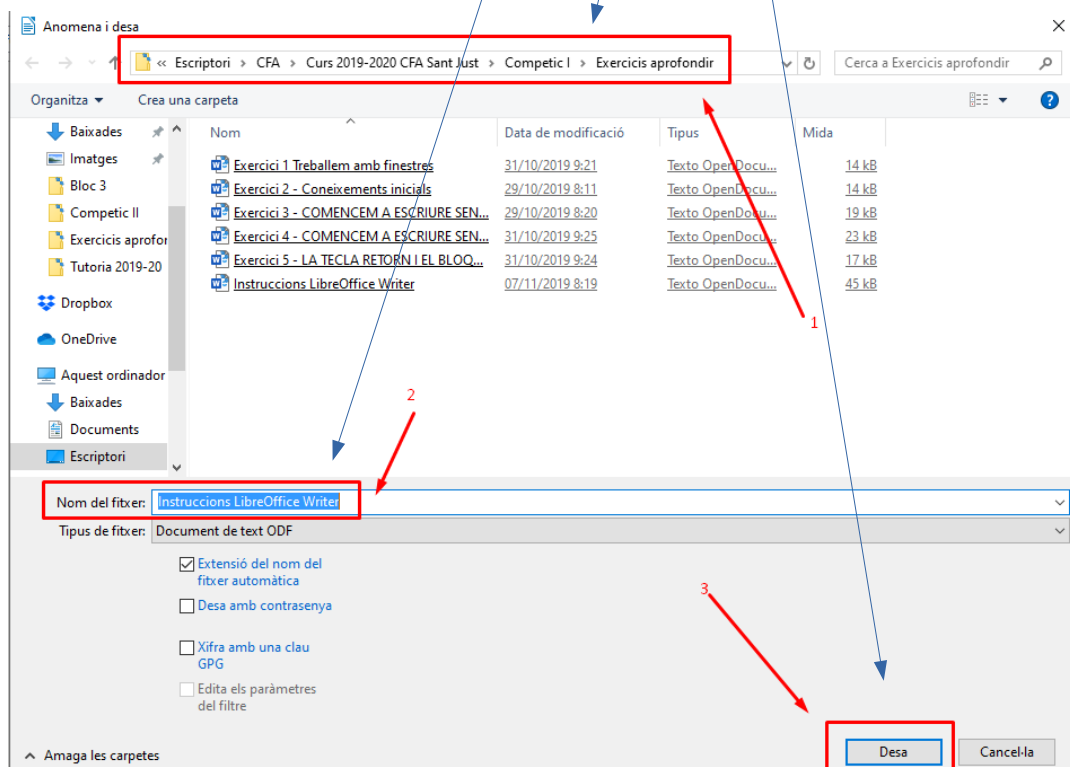 Anomena i desa
« Escriptori > CFA > Curs 2019-2020 CFA Sant Just > Competic I > Exercicis aprofondir
Cerca a Exercicis aprofondir
Organitza
Crea una carpeta
?
Baixades
Imatges
Bloc 3
Competic II
Exercicis aprofor
Tutoria 2019-20
Dropbox
OneDrive
Aquest ordinador
Baixades
Documents
Escriptori
Nom Data de modificació Tipus Mida
Exercici 1 Treballem amb finestres 31/10/2019 9:21 Texto OpenDocu... 14 kB
Exercici 2 - Coneixements inicials 29/10/2019 8:11 Texto OpenDocu... 14 kB
Exercici 3 - COMENCEM A ESCRIURE SEN... 29/10/2019 8:20 Texto OpenDocu... 19 kB
Exercici 4 - COMENCEM A ESCRIURE SEN... 31/10/2019 9:25 Texto OpenDocu... 23 kB
Exercici 5 - LA TECLA RETORN I EL BLOQ... 31/10/2019 9:24 Texto OpenDocu... 17 kB
Instruccions LibreOffice Writer 07/11/2019 8:19 Texto OpenDocu... 45 kB
1
2
Nom del fitxer: Instruccions LibreOffice Writer
Tipus de fitxer: Document de text ODF
Extensió del nom del
fitxer automàtica
Desa amb contrasenya
Xifra amb una clau
GPG
Edita els paràmetres
del filtre
3
Amaga les carpetes
Desa
Cancel·la